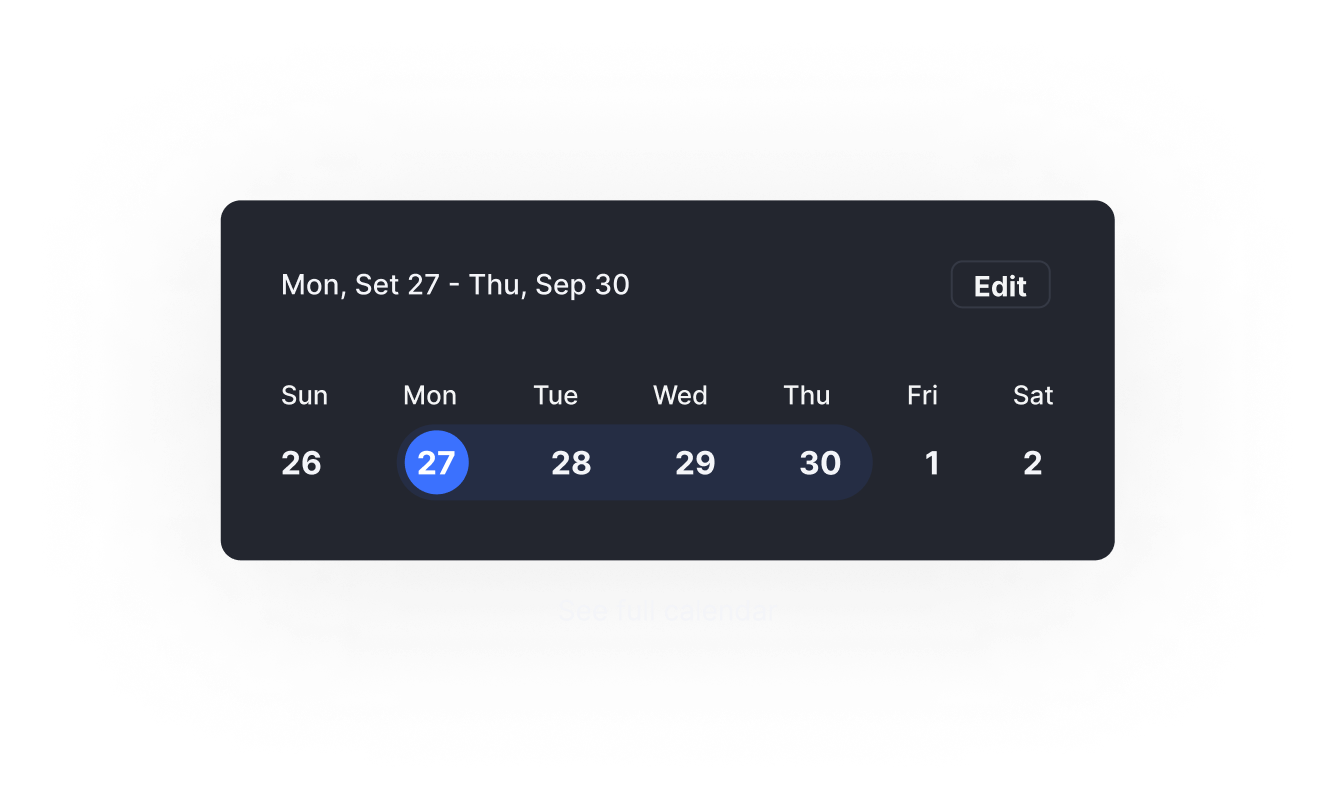 Mon, Set 27 - Thu, Sep 30 Edit
Sun Mon Tue Wed Thu Fri Sat
26 27 28 29 30 1 2
See full calendar